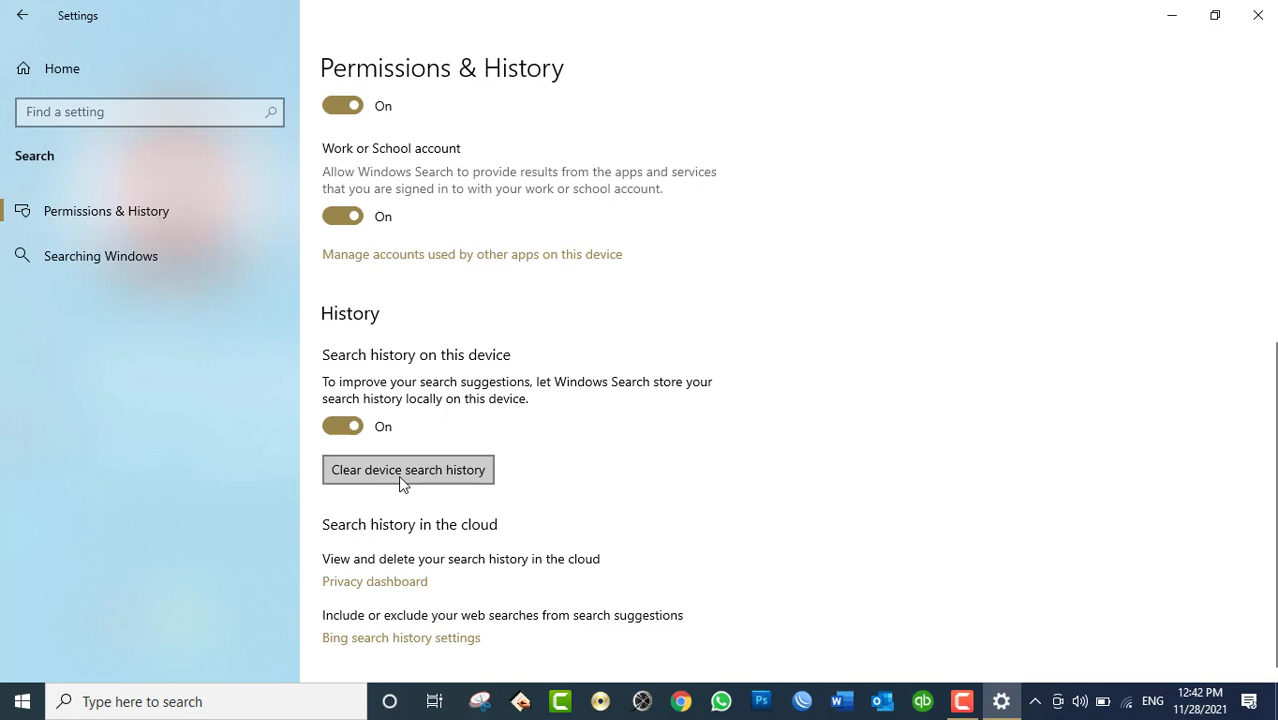 Settings
Home
Find a setting
Search
Permissions & History
Searching Windows
Permissions & History
On
Work or School account
Allow Windows Search to provide results from the apps and services
that you are signed in to with your work or school account.
On
Manage accounts used by other apps on this device
History
Search history on this device
To improve your search suggestions, let Windows Search store your
search history locally on this device.
On
Clear device search history
Search history in the cloud
View and delete your search history in the cloud
Privacy dashboard
Include or exclude your web searches from search suggestions
Bing search history settings
Type here to search
Ps
W
qb
ENG
12:42 PM
11/28/2021